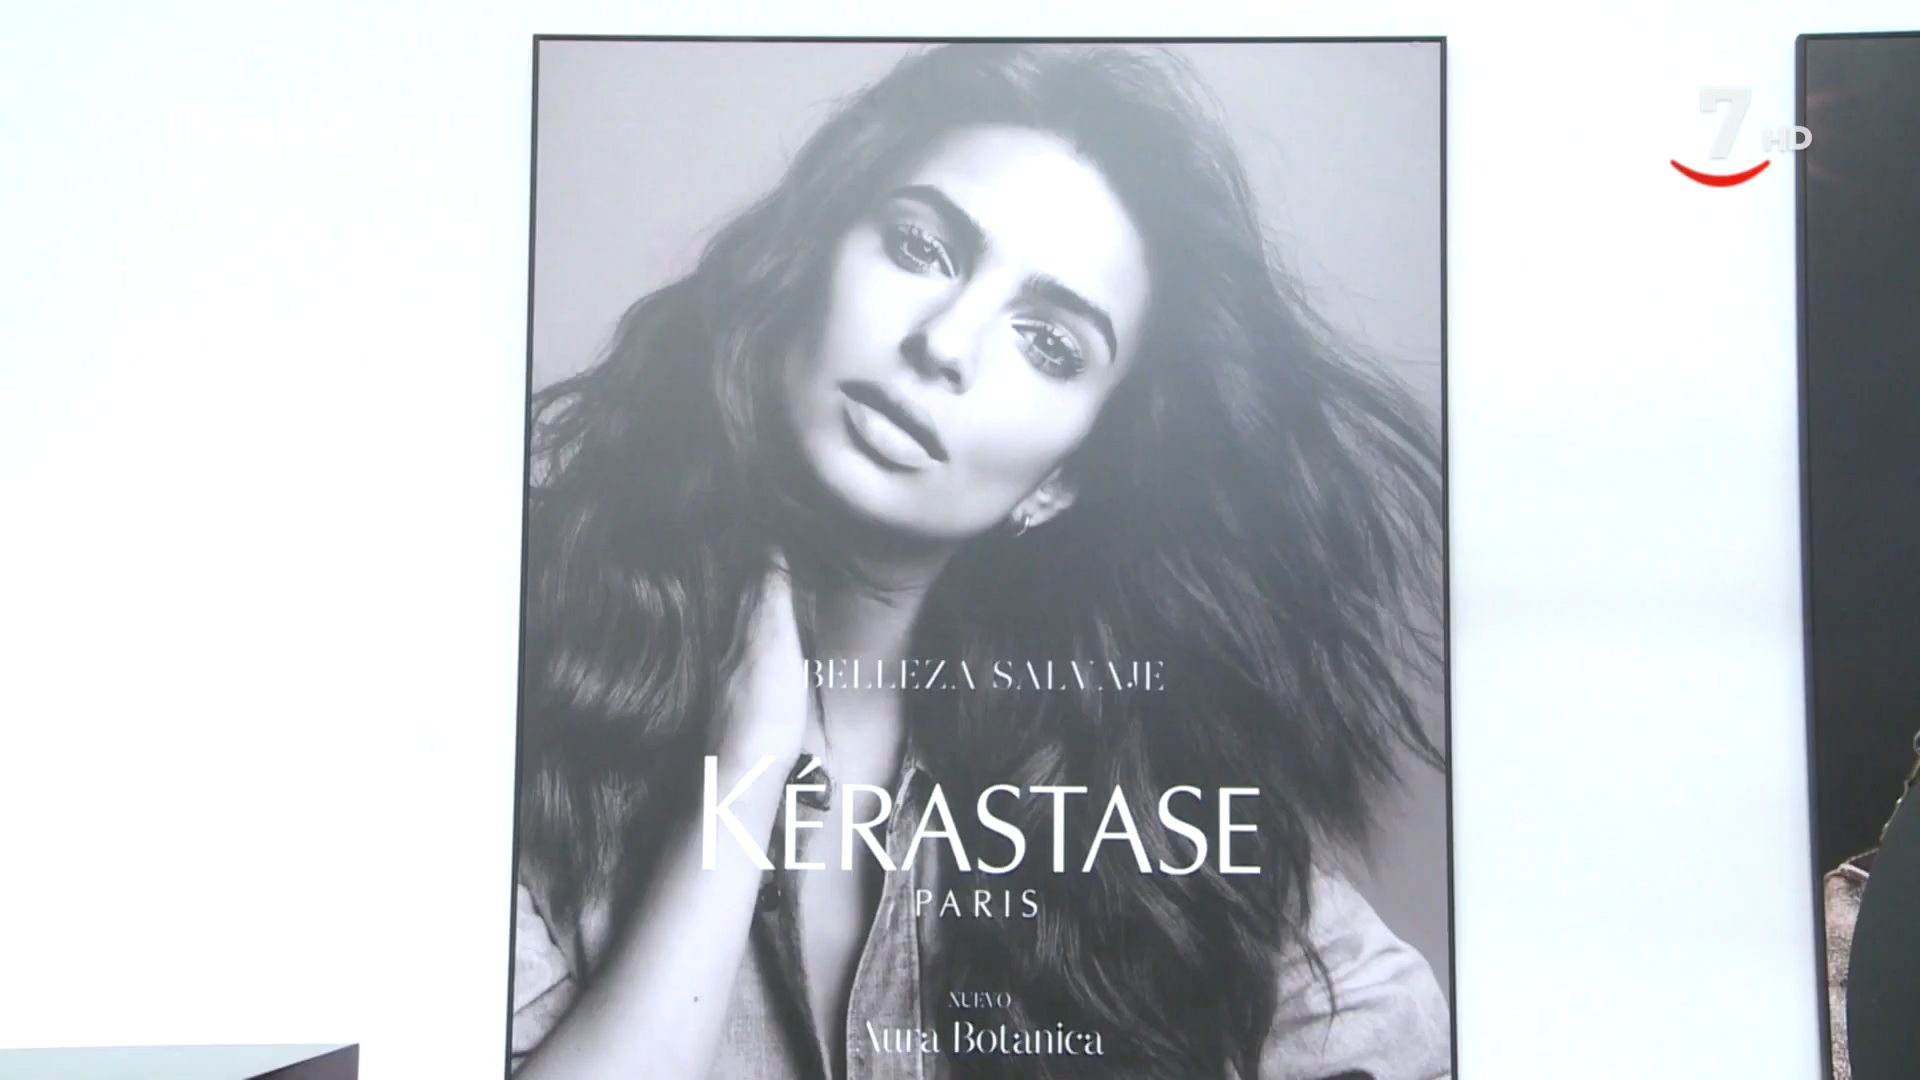 7 HD
BELLEZA SALVAJE
KÉRASTASE
PARIS
NUEVO
Aura Botanica